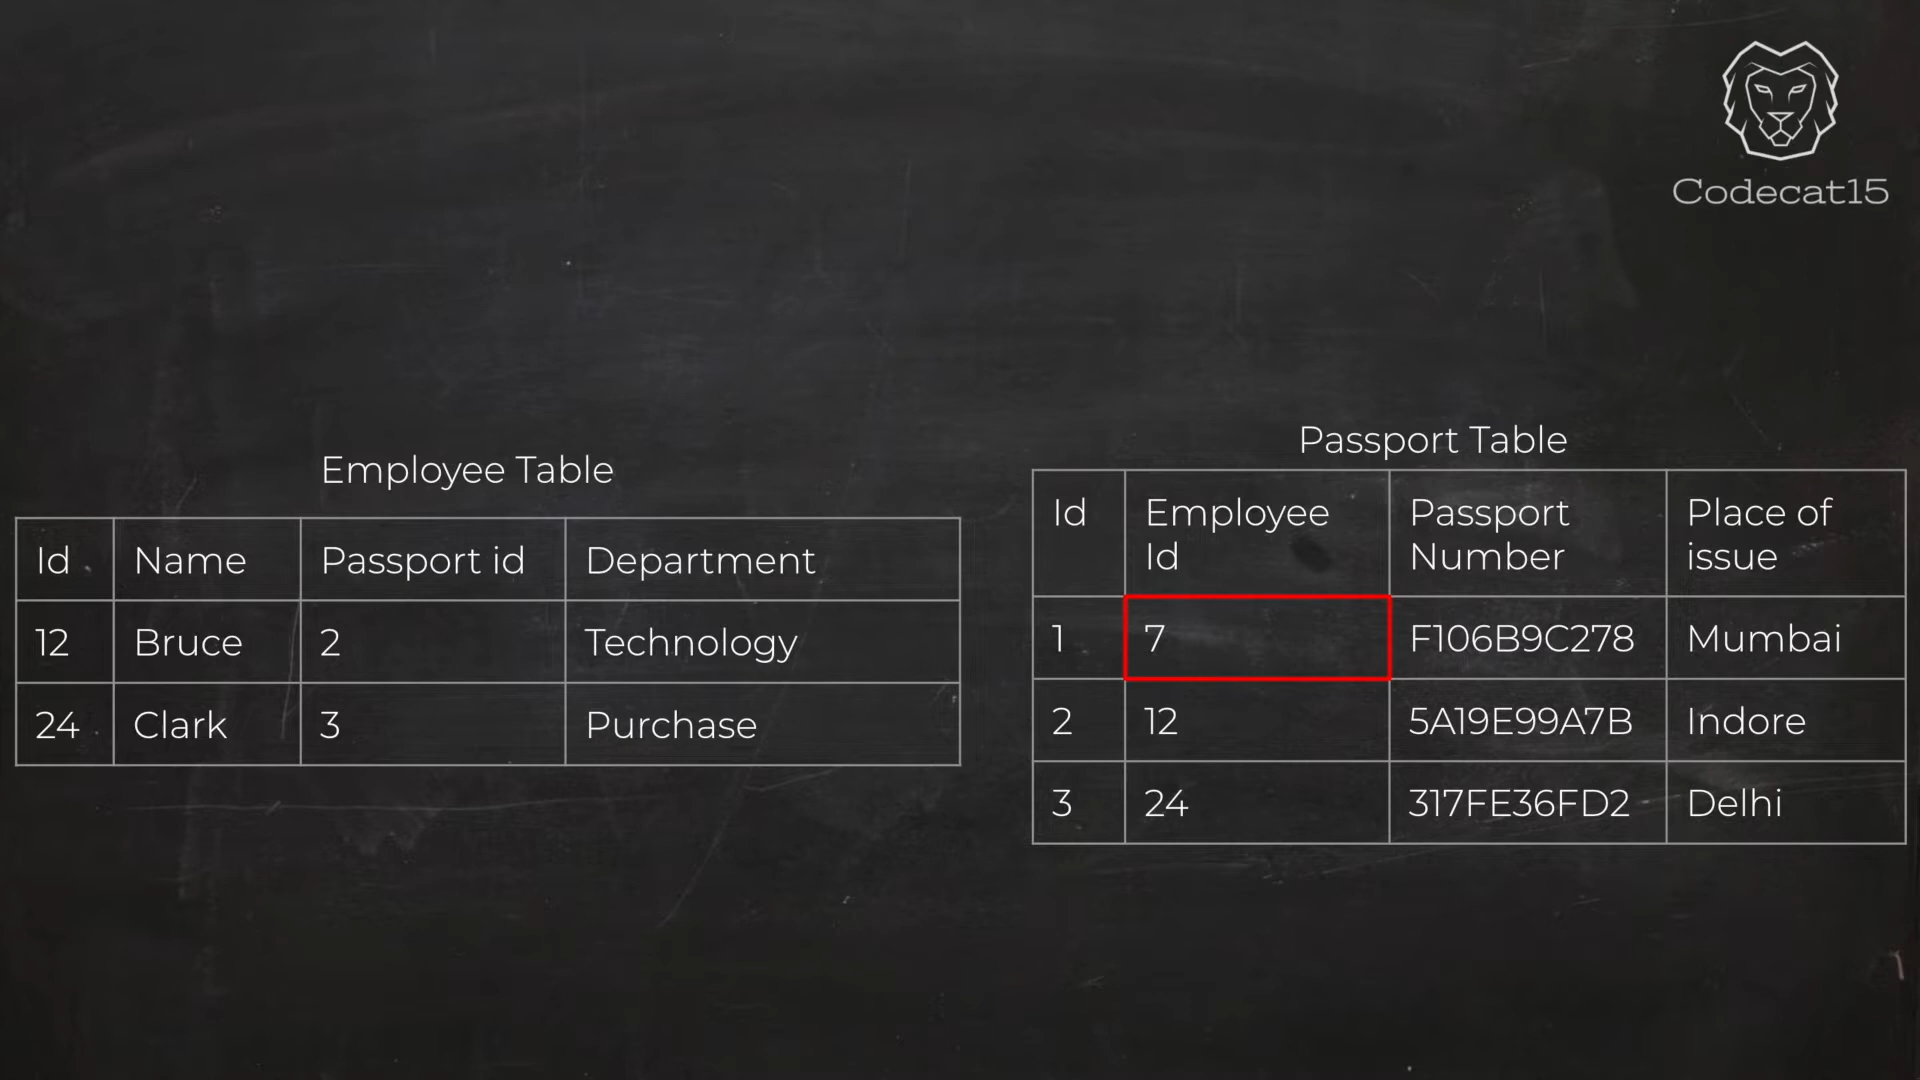 Codecat15
Employee Table
Id Name Passport id Department
12 Bruce 2 Technology
24 Clark 3 Purchase
Passport Table
Id Employee Id Passport Number Place of issue
1 7 F106B9C278 Mumbai
2 12 5A19E99A7B Indore
3 24 317FE36FD2 Delhi